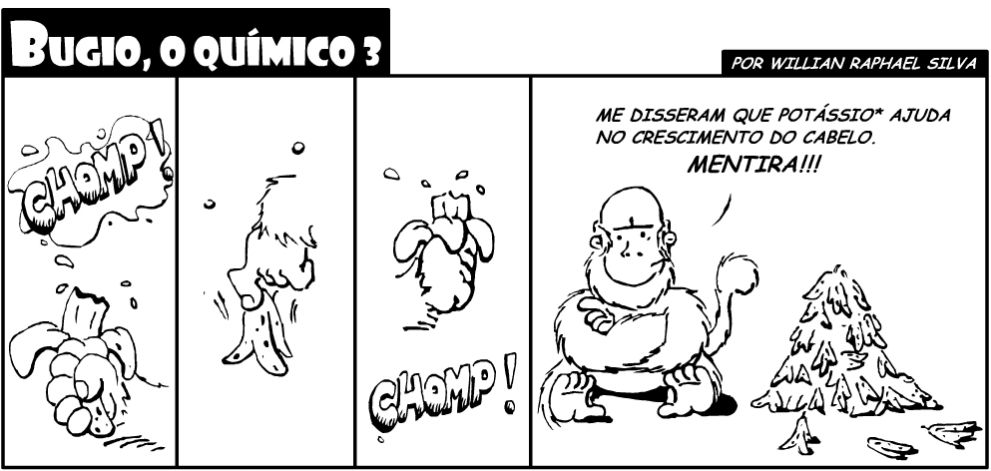 BUGIO, O QUÍMICO 3
POR WILLIAN RAPHAEL SILVA
CHOMP!
CHOMP!
ME DISSERAM QUE POTÁSSIO* AJUDA
NO CRESCIMENTO DO CABELO.
MENTIRA!!!